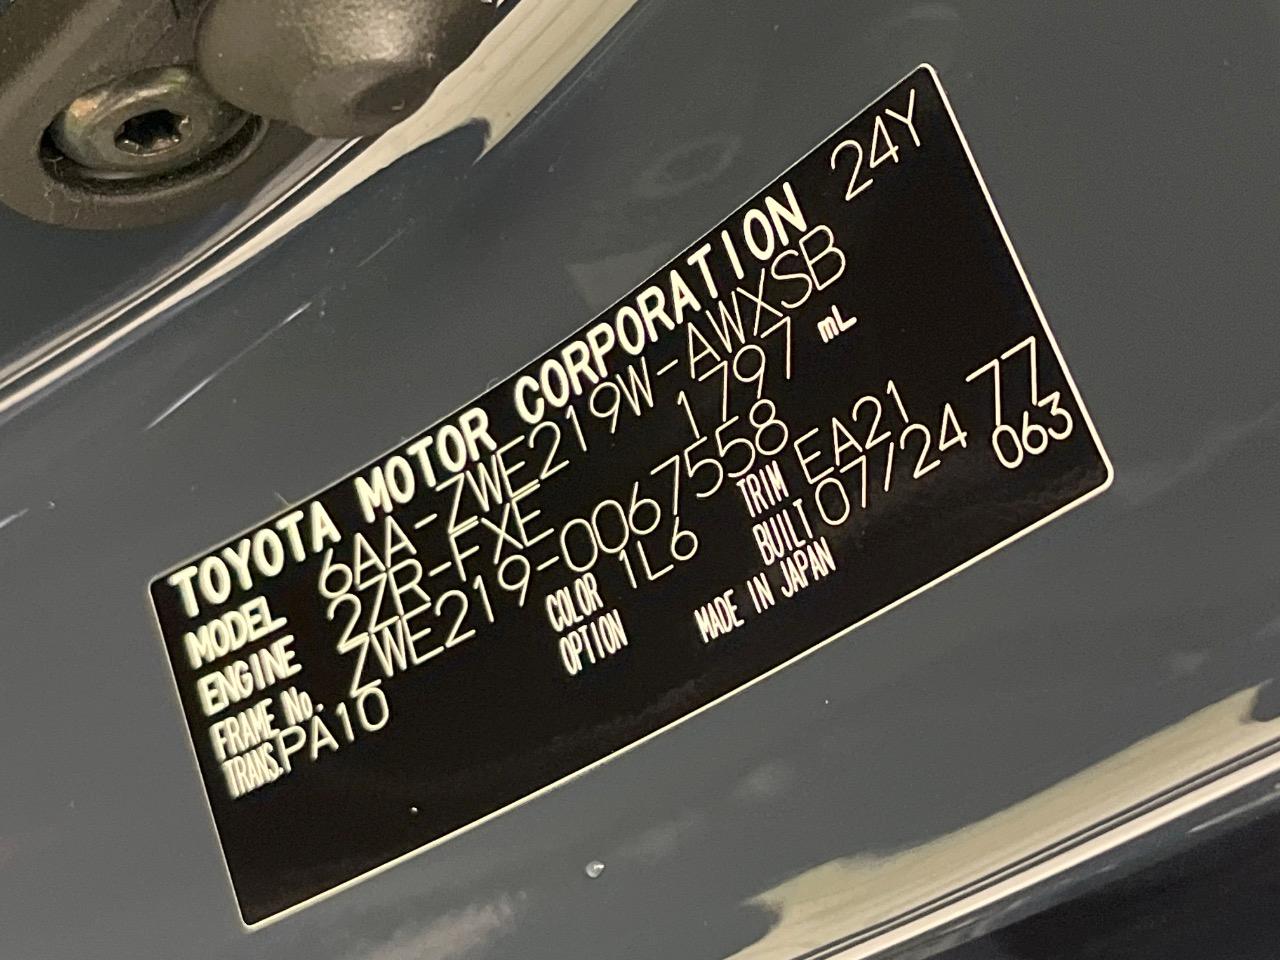 TOYOTA MOTOR CORPORATION 24Y
MODEL 6AA-ZWE219W-AWXSB
ENGINE 2ZR-FXE 1797 mL
FRAME No. ZWE219-0067558
TRANS. PA10 COLOR 1L6 TRIM EA21 77
OPTION BUILT 07/24 063
MADE IN JAPAN